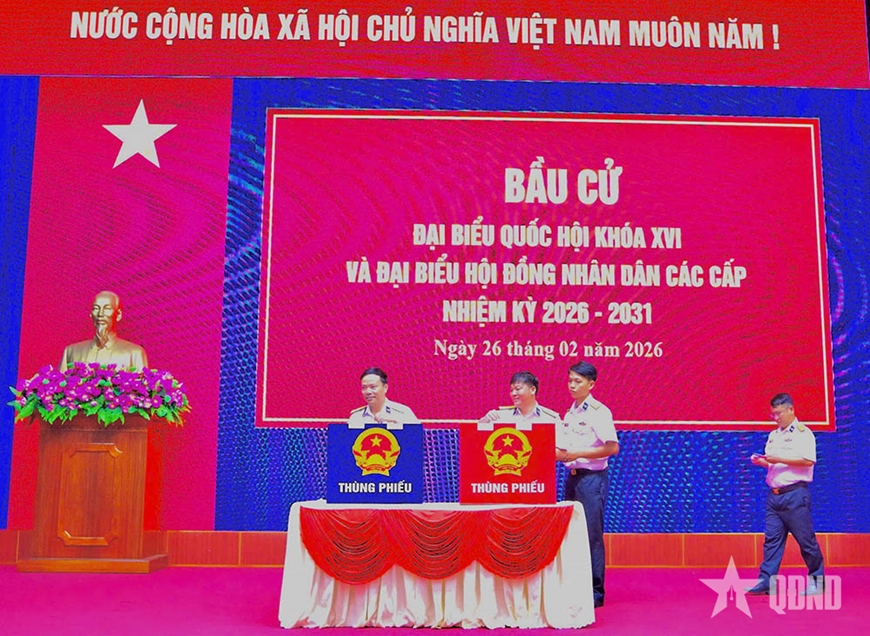 NƯỚC CỘNG HÒA XÃ HỘI CHỦ NGHĨA VIỆT NAM MUÔN NĂM !
BẦU CỬ
ĐẠI BIỂU QUỐC HỘI KHÓA XVI
VÀ ĐẠI BIỂU HỘI ĐỒNG NHÂN DÂN CÁC CẤP
NHIỆM KỲ 2026 - 2031
Ngày 26 tháng 02 năm 2026
THÙNG PHIẾU
THÙNG PHIẾU
QĐND